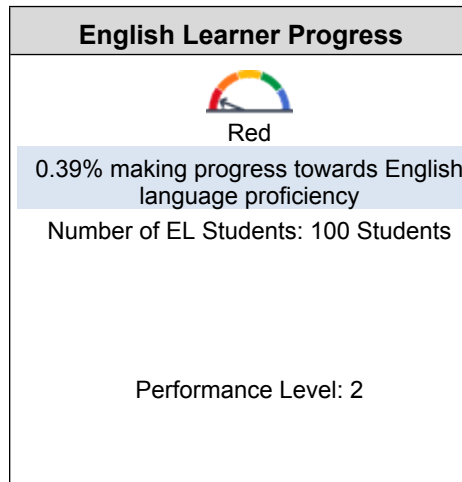 English Learner Progress
Red
0.39% making progress towards English
language proficiency
Number of EL Students: 100 Students
Performance Level: 2